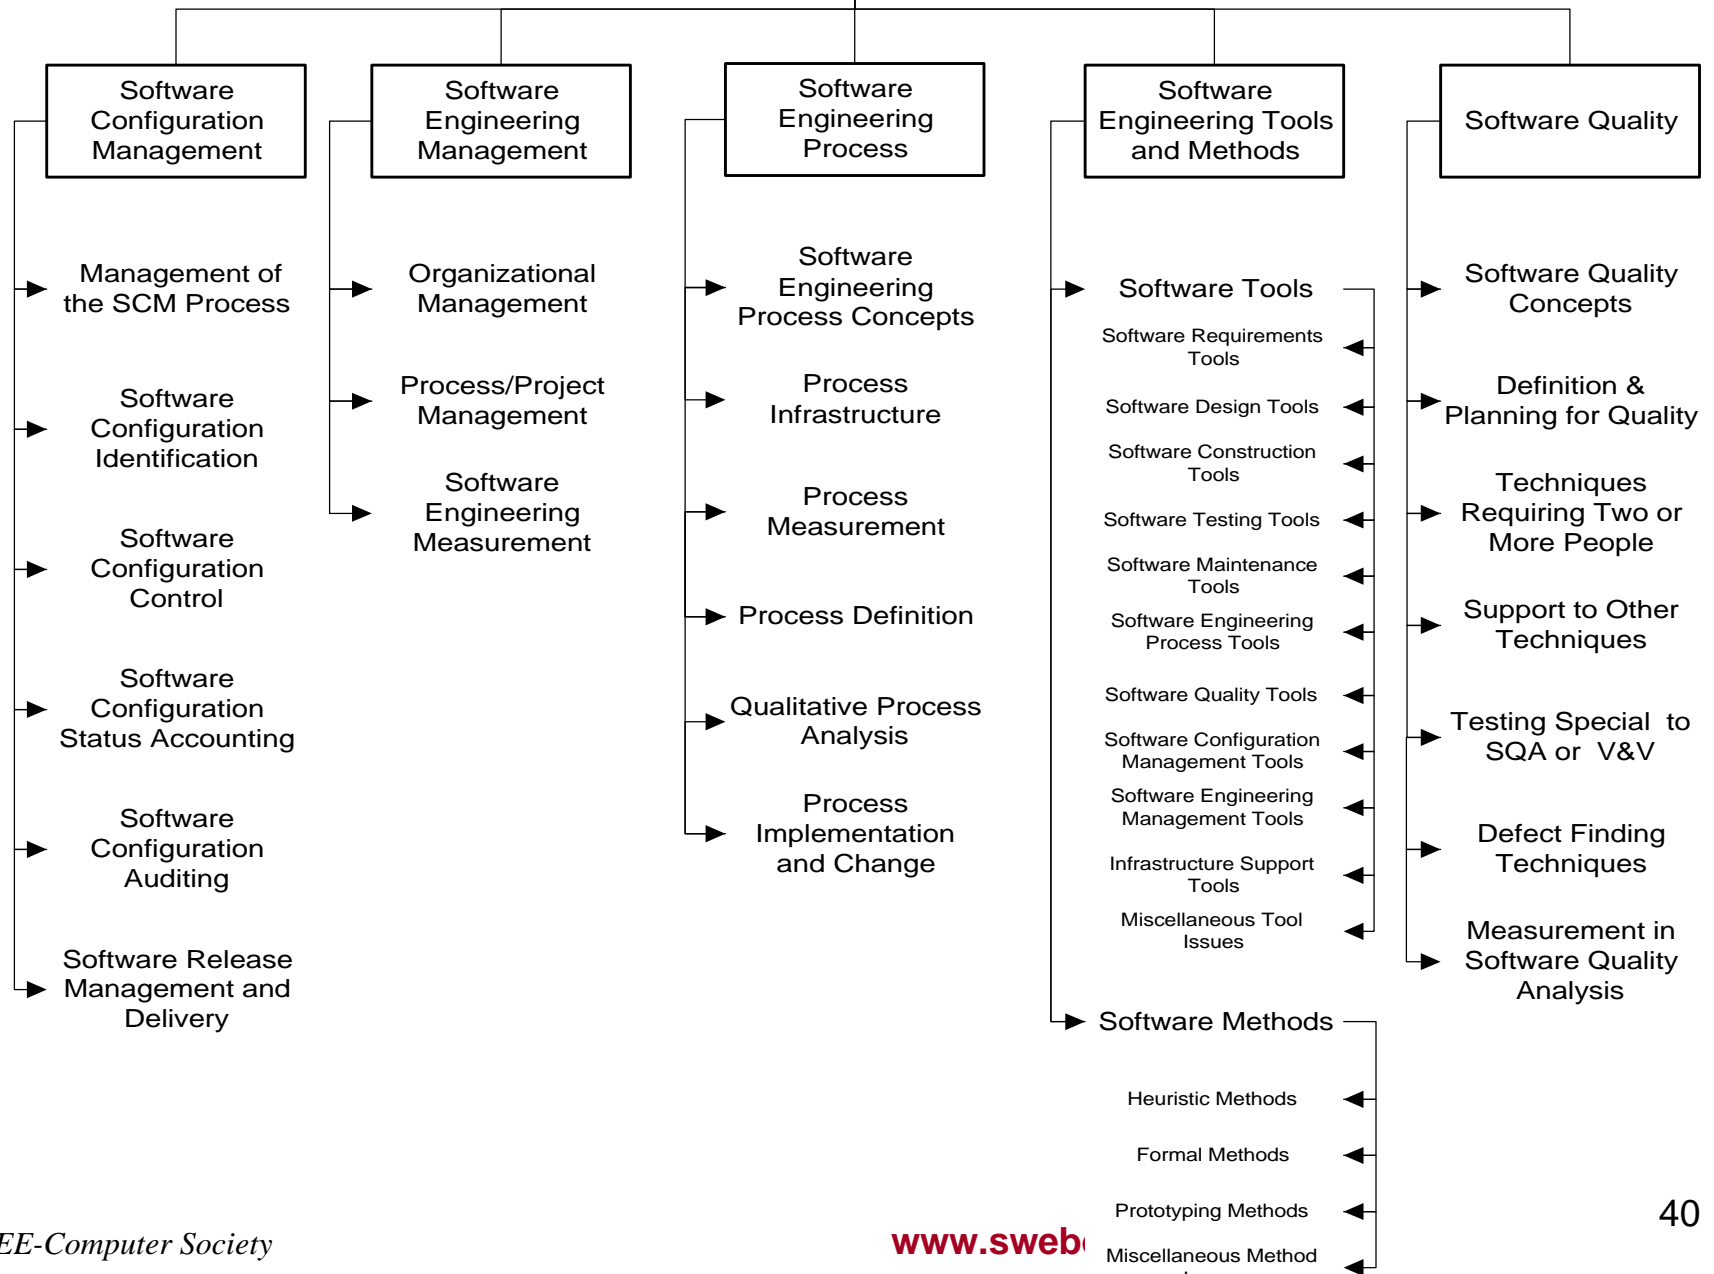 Software
Configuration
Management
Management of
the SCM Process
Software
Configuration
Identification
Software
Configuration
Control
Software
Configuration
Status Accounting
Software
Configuration
Auditing
Software Release
Management and
Delivery
Software
Engineering
Management
Organizational
Management
Process/Project
Management
Software
Engineering
Measurement
Software
Engineering
Process
Software
Engineering
Process Concepts
Process
Infrastructure
Process
Measurement
Process Definition
Qualitative Process
Analysis
Process
Implementation
and Change
Software
Engineering Tools
and Methods
Software Tools
Software Requirements
Tools
Software Design Tools
Software Construction
Tools
Software Testing Tools
Software Maintenance
Tools
Software Engineering
Process Tools
Software Quality Tools
Software Configuration
Management Tools
Software Engineering
Management Tools
Infrastructure Support
Tools
Miscellaneous Tool
Issues
Software Methods
Heuristic Methods
Formal Methods
Prototyping Methods
Miscellaneous Method
Software Quality
Software Quality
Concepts
Definition &
Planning for Quality
Techniques
Requiring Two or
More People
Support to Other
Techniques
Testing Special to
SQA or V&V
Defect Finding
Techniques
Measurement in
Software Quality
Analysis
EE-Computer Society
www.sweb
40